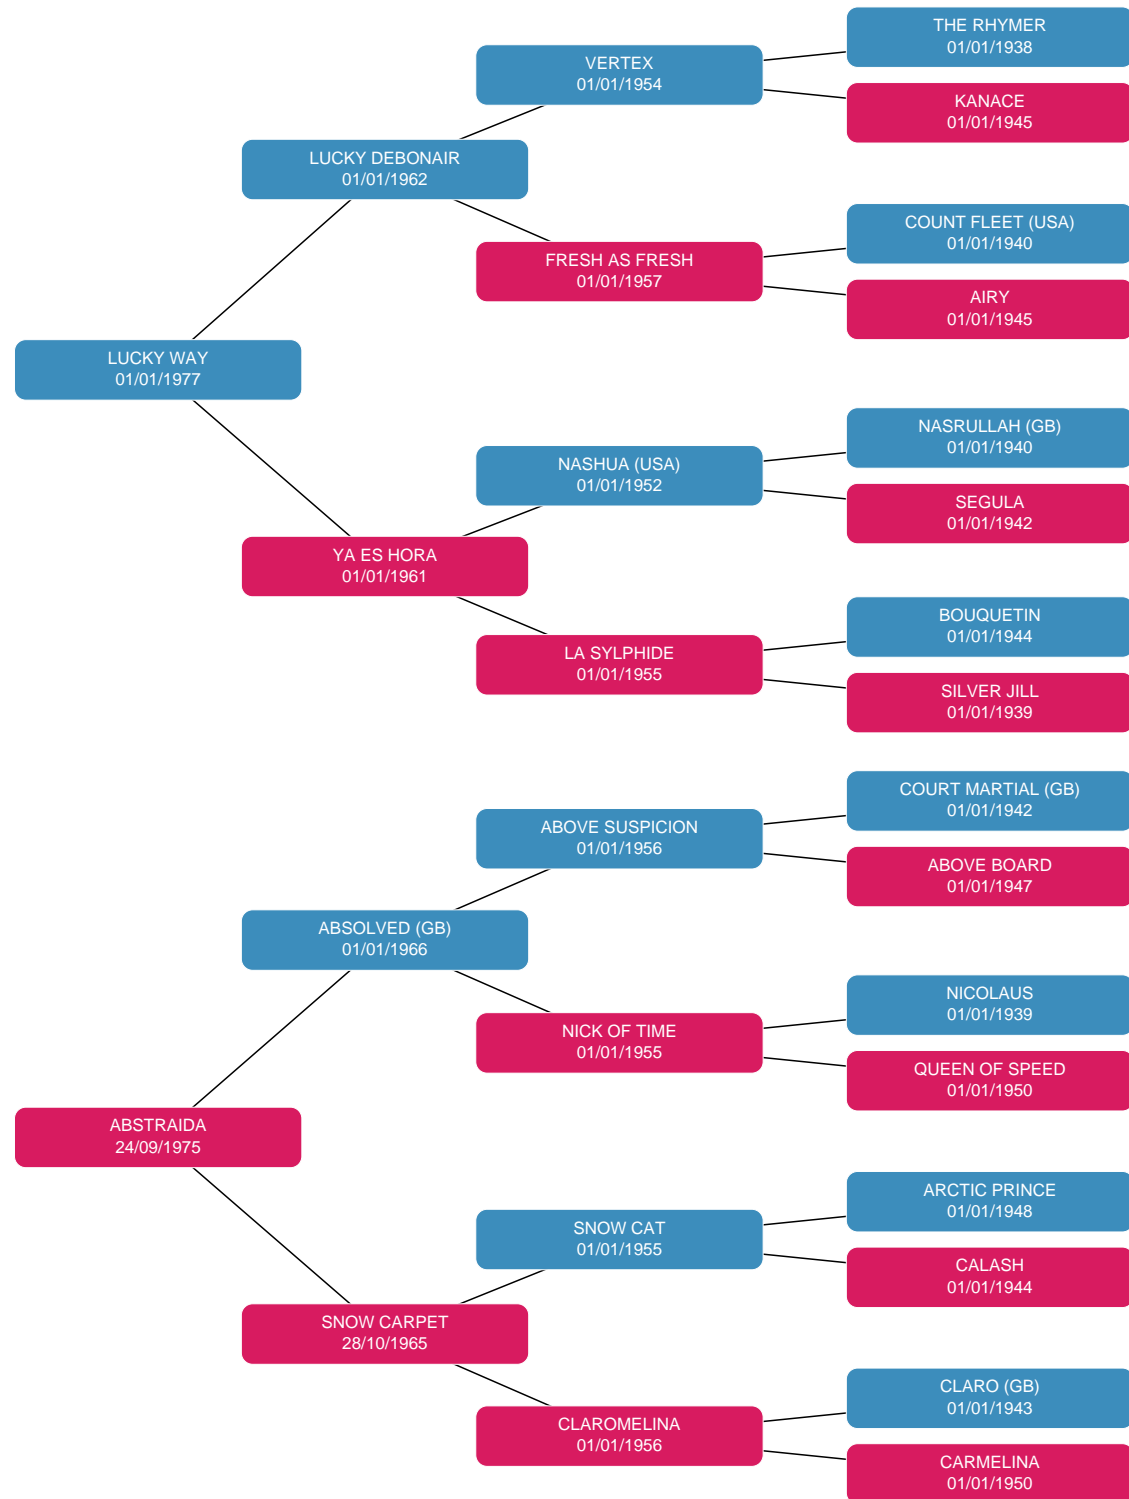 THE RHYMER
01/01/1938
VERTEX
01/01/1954
KANACE
01/01/1945
LUCKY DEBONAIR
01/01/1962
COUNT FLEET (USA)
01/01/1940
FRESH AS FRESH
01/01/1957
AIRY
01/01/1945
LUCKY WAY
01/01/1977
NASRULLAH (GB)
01/01/1940
NASHUA (USA)
01/01/1952
SEGULA
01/01/1942
YA ES HORA
01/01/1961
BOUQUETIN
01/01/1944
LA SYLPHIDE
01/01/1955
SILVER JILL
01/01/1939
COURT MARTIAL (GB)
01/01/1942
ABOVE SUSPICION
01/01/1956
ABOVE BOARD
01/01/1947
ABSOLVED (GB)
01/01/1966
NICOLAUS
01/01/1939
NICK OF TIME
01/01/1955
QUEEN OF SPEED
01/01/1950
ABSTRAIDA
24/09/1975
ARCTIC PRINCE
01/01/1948
SNOW CAT
01/01/1955
CALASH
01/01/1944
SNOW CARPET
28/10/1965
CLARO (GB)
01/01/1943
CLAROMELINA
01/01/1956
CARMELINA
01/01/1950